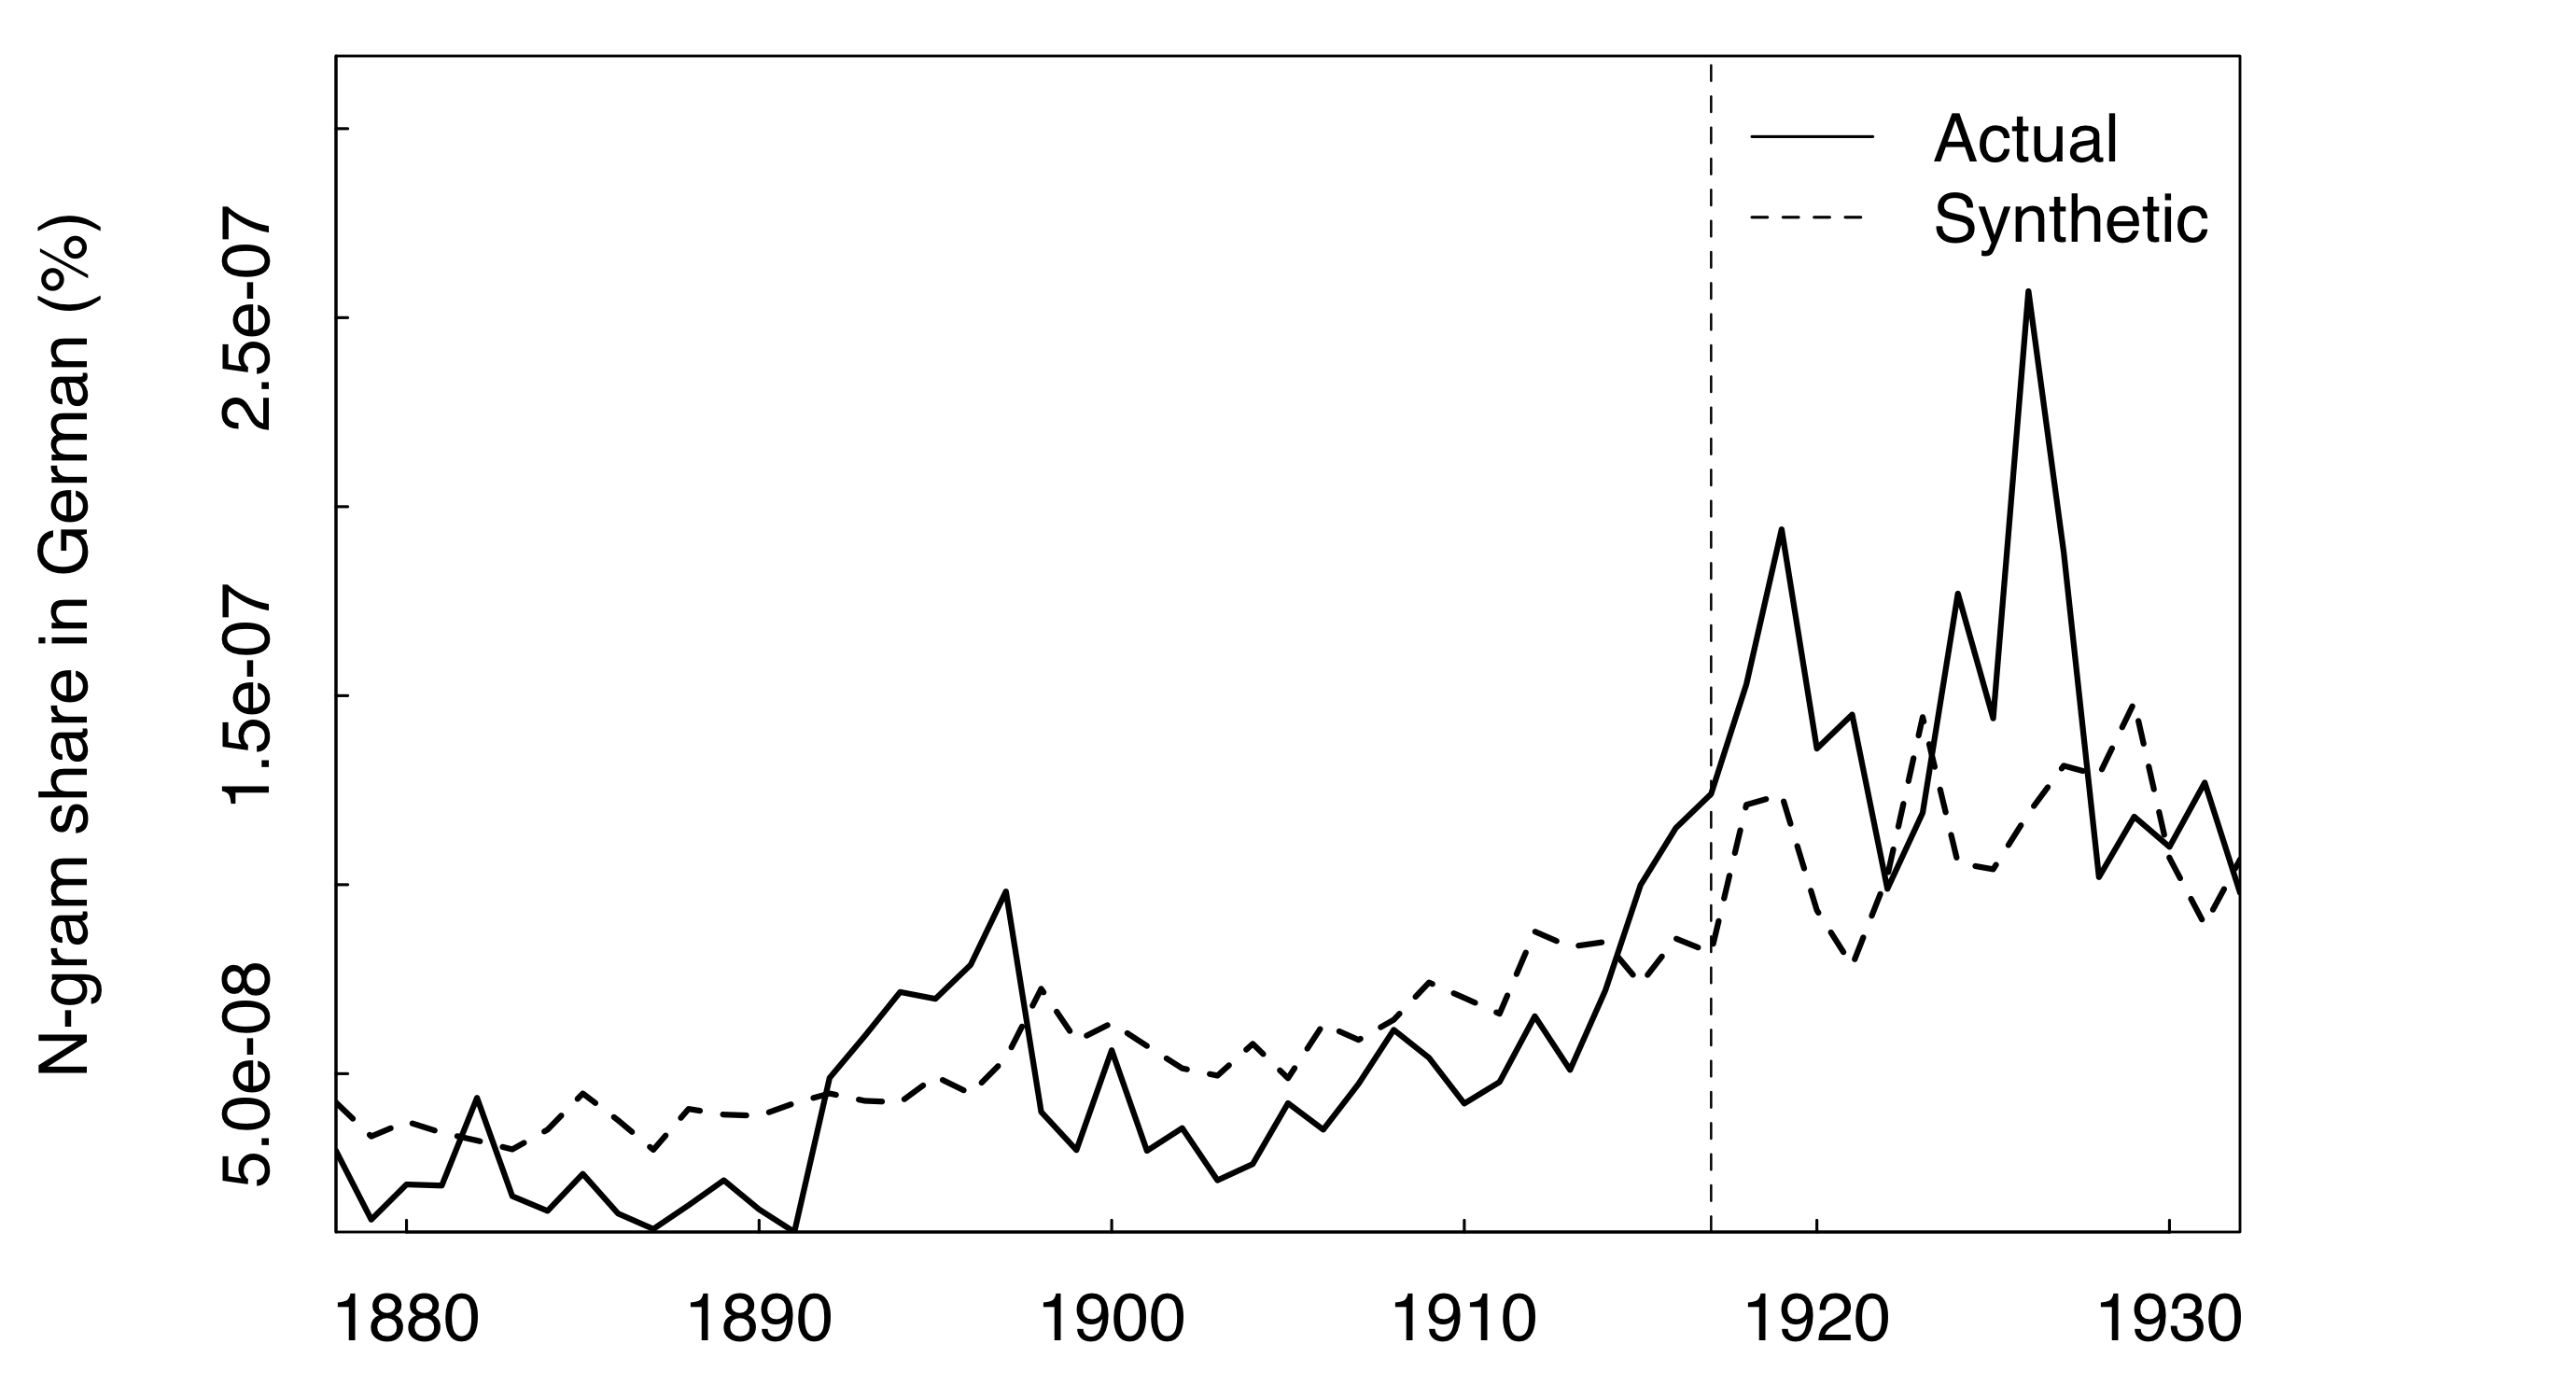 N-gram share in German (%)
2.5e-07
1.5e-07
5.0e-08
Actual
Synthetic
1880 1890 1900 1910 1920 1930